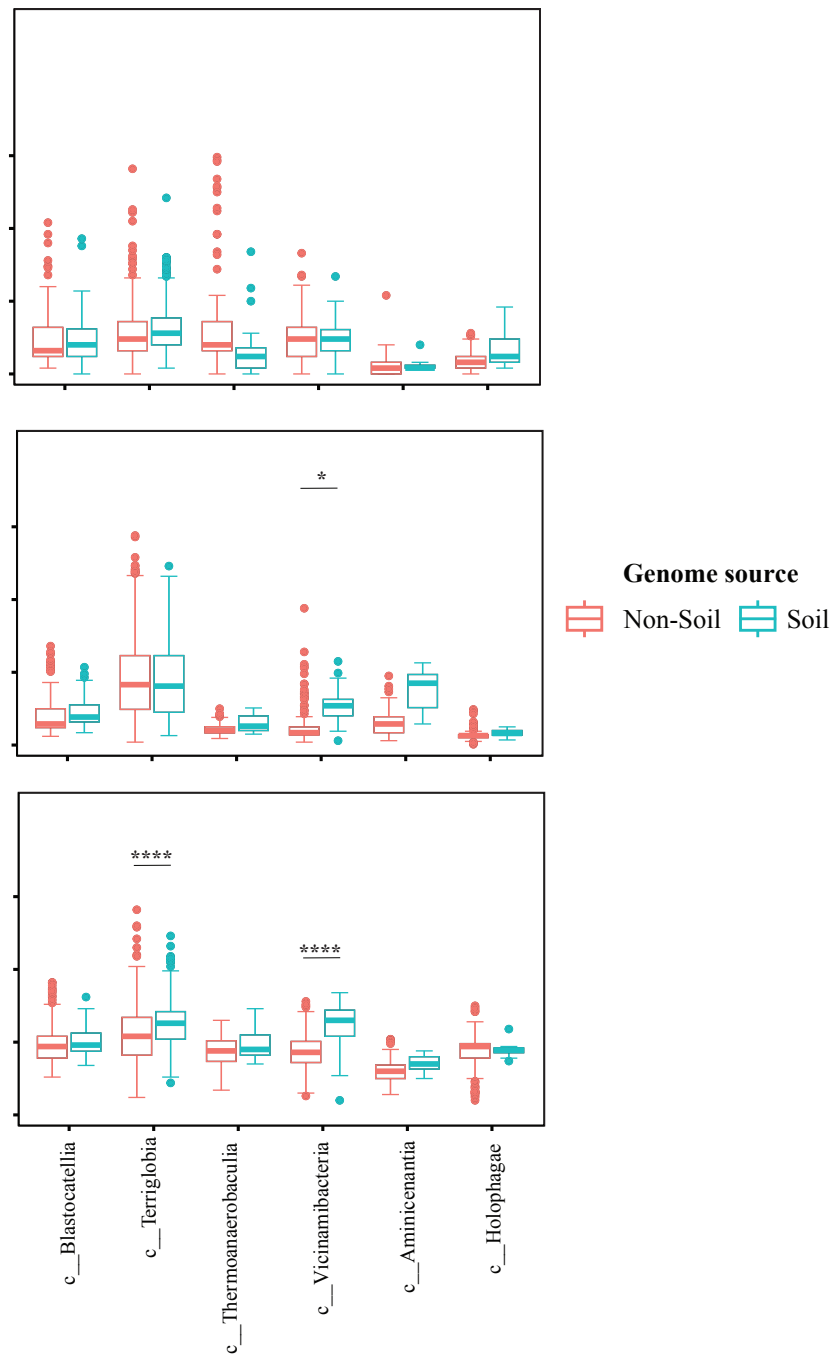 *
Genome source
Non-Soil
Soil
****
****
c__Blastocatellia
c__Terriglobia
c__Thermoanaerobaculia
c__Vicinamibacteria
c__Aminicenantia
c__Holophagae